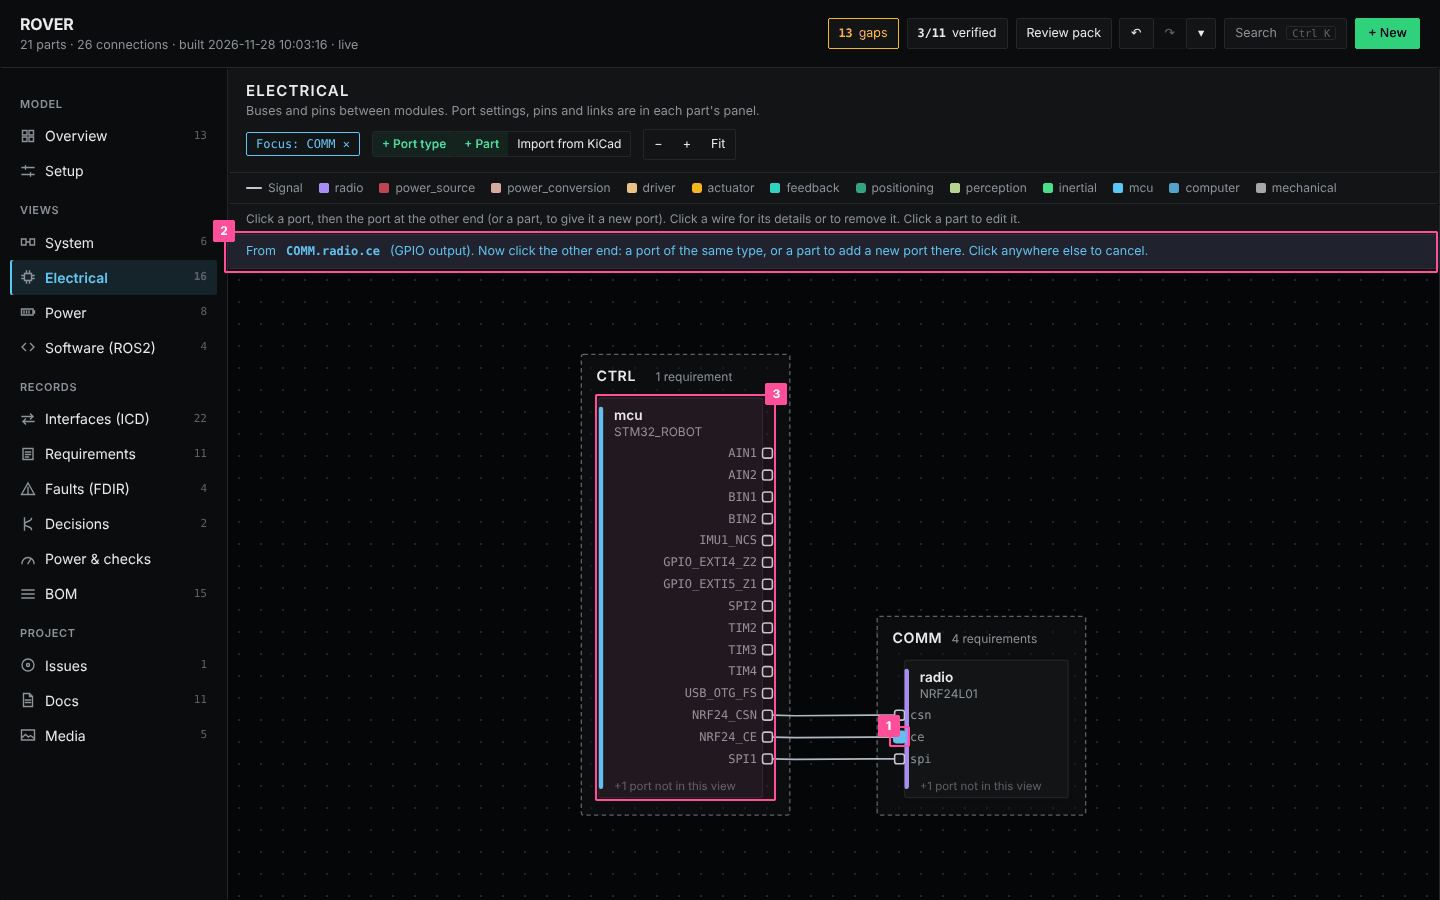 ROVER
21 parts · 26 connections · built 2026-11-28 10:03:16 · live
13 gaps
3/11 verified
Review pack
↶
↷
▾
Search Ctrl K
+ New
MODEL
Overview 13
Setup
VIEWS
System 6
Electrical 16
Power 8
Software (ROS2) 4
RECORDS
Interfaces (ICD) 22
Requirements 11
Faults (FDIR) 4
Decisions 2
Power & checks
BOM 15
PROJECT
Issues 1
Docs 11
Media 5
ELECTRICAL
Buses and pins between modules. Port settings, pins and links are in each part's panel.
Focus: COMM ×
+ Port type + Part Import from KiCad
− + Fit
Signal radio power_source power_conversion driver actuator feedback positioning perception inertial mcu computer mechanical
Click a port, then the port at the other end (or a part, to give it a new port). Click a wire for its details or to remove it. Click a part to edit it.
2
From COMM.radio.ce (GPIO output). Now click the other end: a port of the same type, or a part to add a new port there. Click anywhere else to cancel.
CTRL 1 requirement
3
mcu
STM32_ROBOT
AIN1
AIN2
BIN1
BIN2
IMU1_NCS
GPIO_EXTI4_Z2
GPIO_EXTI5_Z1
SPI2
TIM2
TIM3
TIM4
USB_OTG_FS
NRF24_CSN
NRF24_CE
SPI1
+1 port not in this view
COMM 4 requirements
radio
NRF24L01
csn
1
ce
spi
+1 port not in this view